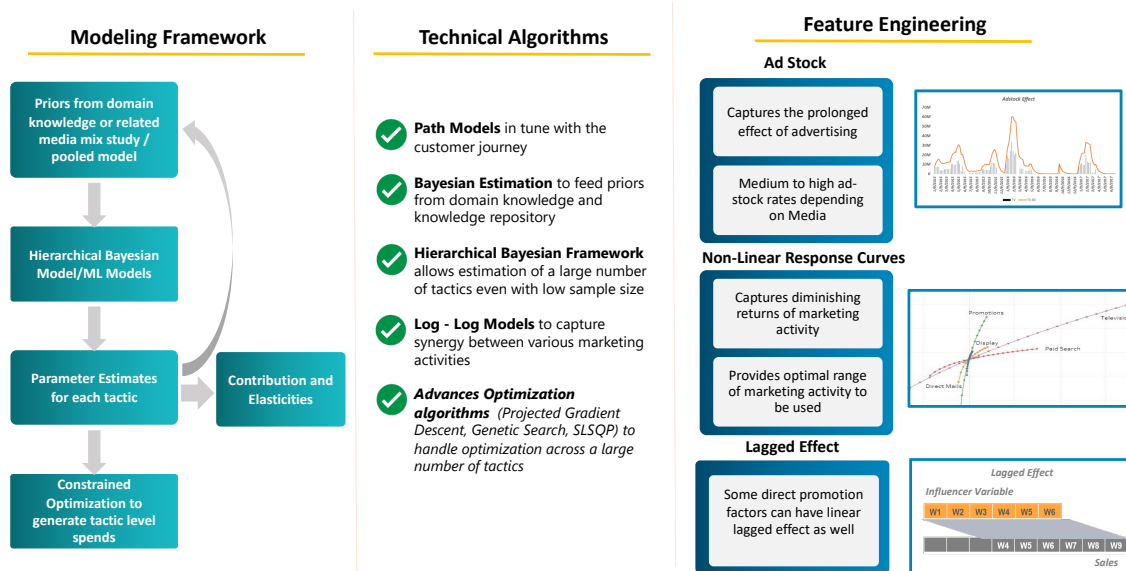 Modeling Framework
Priors from domain
knowledge or related
media mix study /
pooled model
Hierarchical Bayesian
Model/ML Models
Parameter Estimates
for each tactic
Contribution and
Elasticities
Constrained
Optimization to
generate tactic level
spends
Technical Algorithms
Path Models in tune with the
customer journey
Bayesian Estimation to feed priors
from domain knowledge and
knowledge repository
Hierarchical Bayesian Framework
allows estimation of a large number
of tactics even with low sample size
Log - Log Models to capture
synergy between various marketing
activities
Advances Optimization
algorithms (Projected Gradient
Descent, Genetic Search, SLSQP) to
handle optimization across a large
number of tactics
Feature Engineering
Ad Stock
Captures the prolonged
effect of advertising
Medium to high ad-
stock rates depending
on Media
Adstock Effect
70M
60M
50M
40M
30M
20M
10M
0
Non-Linear Response Curves
Captures diminishing
returns of marketing
activity
Provides optimal range
of marketing activity to
be used
Promotions
Television
Display
Paid Search
Direct Mails
Lagged Effect
Some direct promotion
factors can have linear
lagged effect as well
Lagged Effect
Influencer Variable
W1 W2 W3 W4 W5 W6
W4 W5 W6 W7 W8 W9
Sales